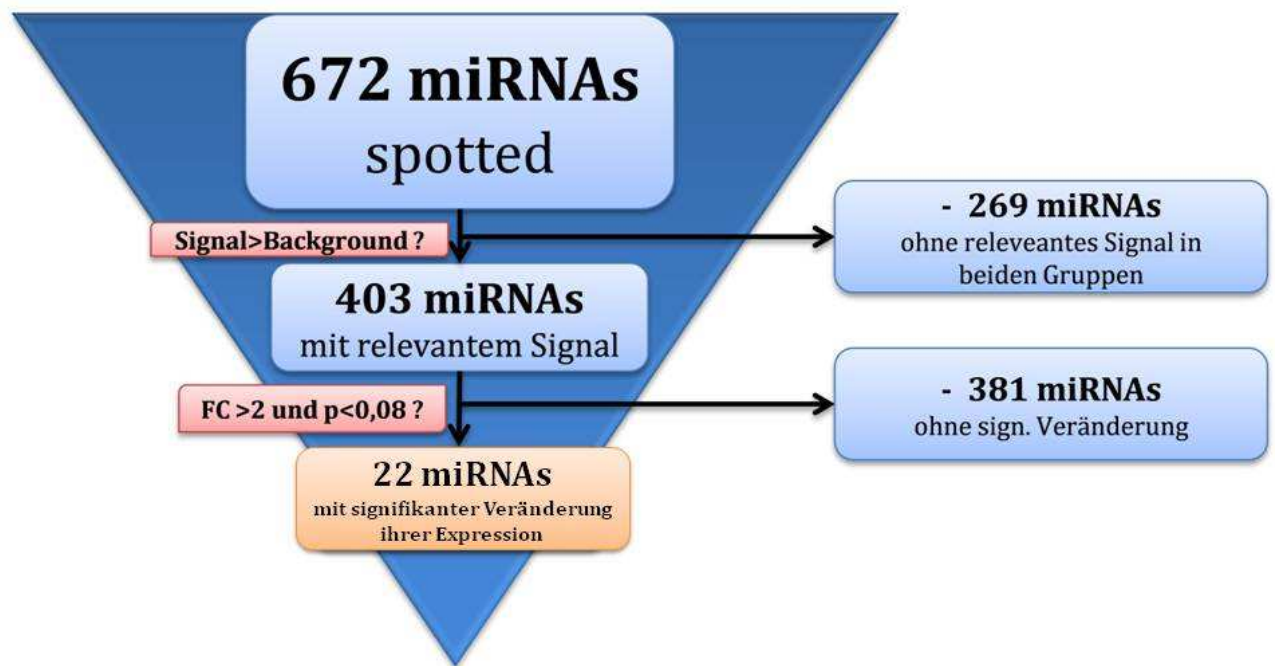 672 miRNAs
spotted
Signal>Background ?
- 269 miRNAs
ohne releveantes Signal in
beiden Gruppen
403 miRNAs
mit relevantem Signal
FC >2 und p<0,08 ?
- 381 miRNAs
ohne sign. Veränderung
22 miRNAs
mit signifikanter Veränderung
ihrer Expression